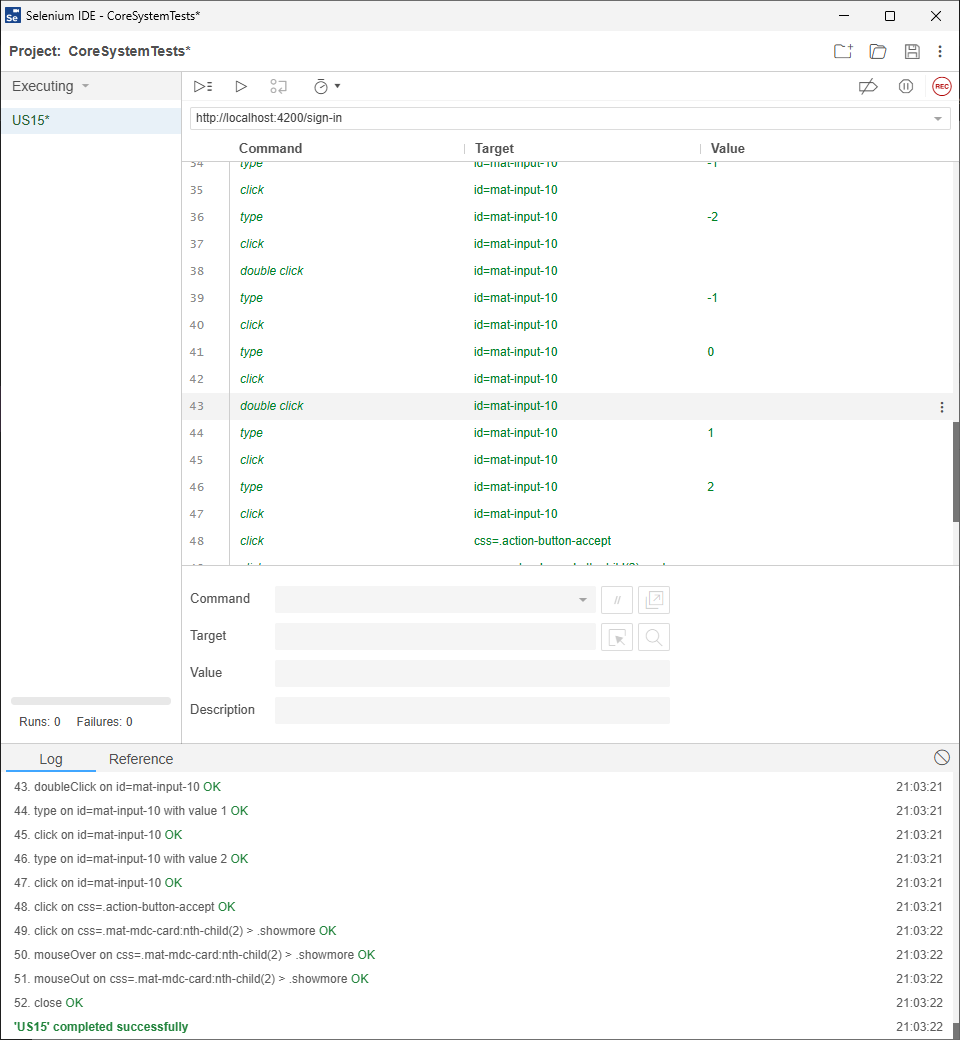 Se Selenium IDE - CoreSystemTests*
Project: CoreSystemTests*
Executing
US15*
REC
http://localhost:4200/sign-in
Command Target Value
34 type id=mat-input-10 -1
35 click id=mat-input-10
36 type id=mat-input-10 -2
37 click id=mat-input-10
38 double click id=mat-input-10
39 type id=mat-input-10 -1
40 click id=mat-input-10
41 type id=mat-input-10 0
42 click id=mat-input-10
43 double click id=mat-input-10
44 type id=mat-input-10 1
45 click id=mat-input-10
46 type id=mat-input-10 2
47 click id=mat-input-10
48 click css=.action-button-accept
Command //
Target
Value
Description
Runs: 0 Failures: 0
Log Reference
43. doubleClick on id=mat-input-10 OK 21:03:21
44. type on id=mat-input-10 with value 1 OK 21:03:21
45. click on id=mat-input-10 OK 21:03:21
46. type on id=mat-input-10 with value 2 OK 21:03:21
47. click on id=mat-input-10 OK 21:03:21
48. click on css=.action-button-accept OK 21:03:21
49. click on css=.mat-mdc-card:nth-child(2) > .showmore OK 21:03:22
50. mouseOver on css=.mat-mdc-card:nth-child(2) > .showmore OK 21:03:22
51. mouseOut on css=.mat-mdc-card:nth-child(2) > .showmore OK 21:03:22
52. close OK 21:03:22
'US15' completed successfully 21:03:22